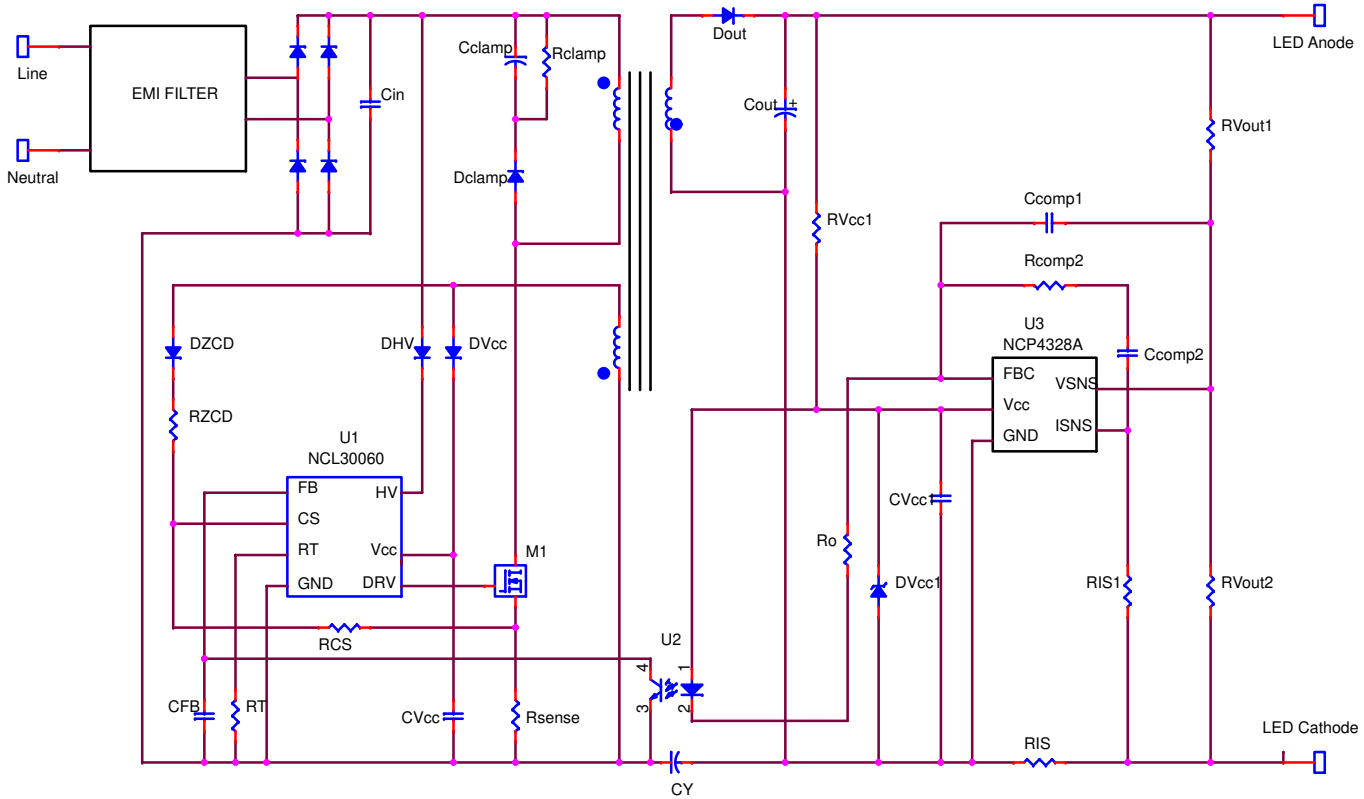 Line
Neutral
EMI FILTER
Cin
Cclamp
Rclamp
Dclamp
Dout
Cout
+
LED Anode
RVout1
RVcc1
Ccomp1
Rcomp2
Ccomp2
U3
NCP4328A
FBC
Vcc
GND
VSNS
ISNS
DZCD
RZCD
DHV
DVcc
U1
NCL30060
FB
CS
RT
GND
HV
Vcc
DRV
M1
RCS
CFB
RT
CVcc
Rsense
U2
4
3
1
2
CY
Ro
DVcc1
CVcc1
RIS1
RVout2
RIS
LED Cathode